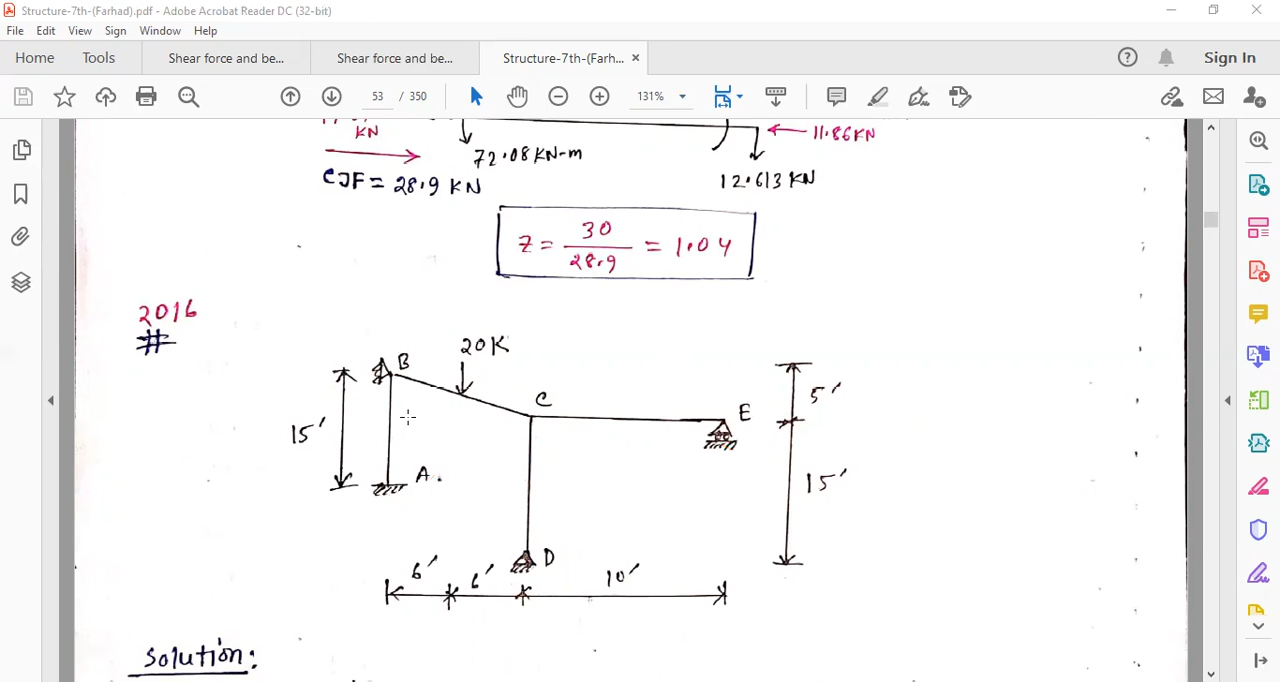 Structure-7th-(Farhad).pdf - Adobe Acrobat Reader DC (32-bit)
File Edit View Sign Window Help
Home Tools Shear force and be... Shear force and be... Structure-7th-(Farh... × Sign In
53 / 350 131%
KN
72.08 KN-m
11.86KN
12.613 KN
= 28.9 KN
Z = 30 / 28.9 = 1.04
2016
#
20K
B
C
E
5'
15'
A.
15'
D
6' 6' 10'
Solution: